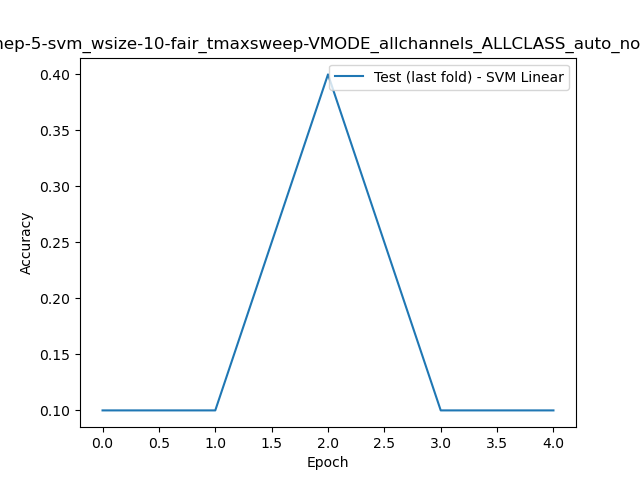 nep-5-svm_wsize-10-fair_tmaxsweep-VMODE_allchannels_ALLCLASS_auto_no
Test (last fold) - SVM Linear
0.40
0.35
0.30
0.25
0.20
0.15
0.10
Accuracy
0.0 0.5 1.0 1.5 2.0 2.5 3.0 3.5 4.0
Epoch